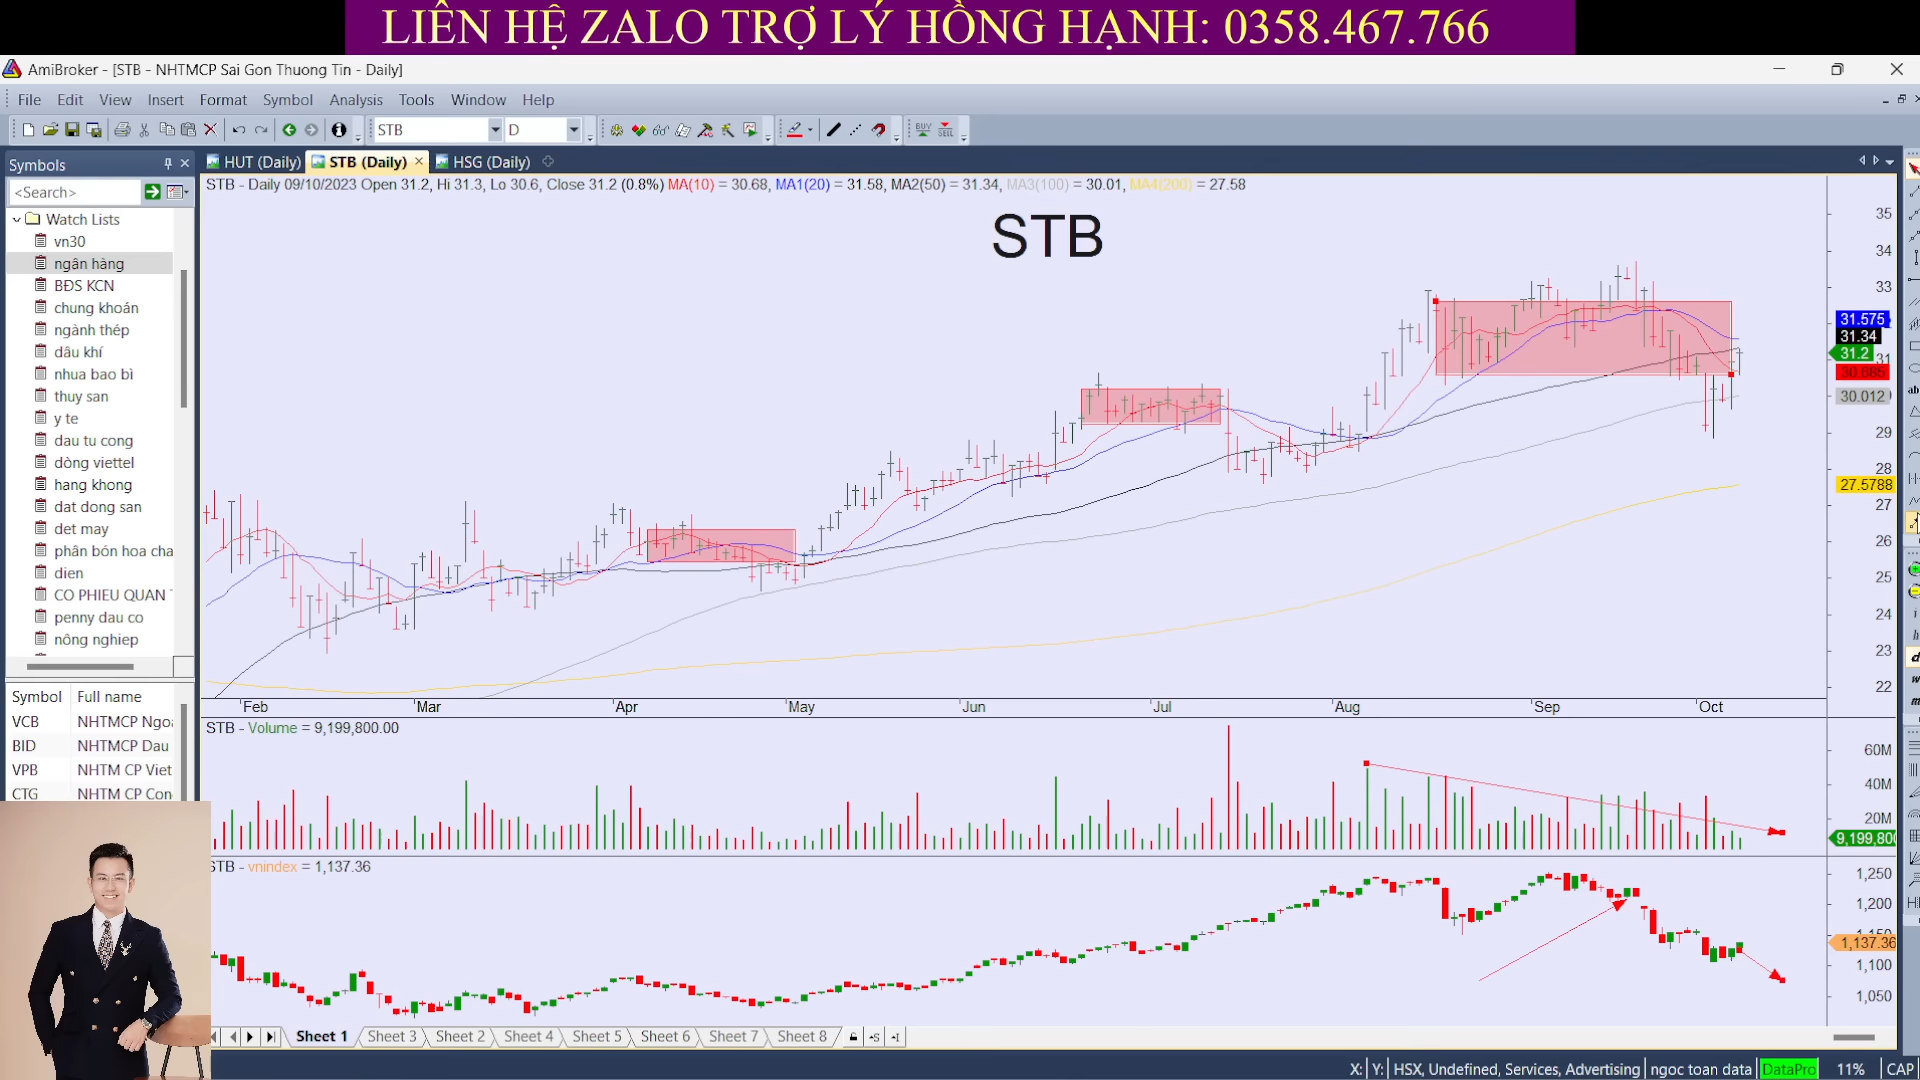 LIÊN HỆ ZALO TRỢ LÝ HỒNG HẠNH: 0358.467.766
AmiBroker - [STB - NHTMCP Sai Gon Thuong Tin - Daily]
File Edit View Insert Format Symbol Analysis Tools Window Help
STB D BUY SELL
Symbols
HUT (Daily) STB (Daily) HSG (Daily)
STB - Daily 09/10/2023 Open 31.2, Hi 31.3, Lo 30.6, Close 31.2 (0.8%) MA(10) = 30.68, MA1(20) = 31.58, MA2(50) = 31.34, MA3(100) = 30.01, MA4(200) = 27.58
<Search>
Watch Lists
vn30
ngân hàng
BĐS KCN
chung khoán
ngành thép
dầu khí
nhua bao bì
thuy san
y te
dau tu cong
dòng viettel
hang khong
dat dong san
det may
phân bón hoa cha
dien
CO PHIEU QUAN
penny dau co
nông nghiep
STB
35
34
33
31.575
31.34
31
31.2
30.685
30.012
29
28
27.5788
27
26
25
24
23
22
Feb Mar Apr May Jun Jul Aug Sep Oct
Symbol Full name
VCB NHTMCP Ngo
BID NHTMCP Dau
VPB NHTM CP Viet
CTG NHTM CP Con
STB - Volume = 9,199,800.00
60M
40M
20M
9,199,800
STB - vnindex = 1,137.36
1,250
1,200
1,137.36
1,100
1,050
Sheet 1 Sheet 3 Sheet 2 Sheet 4 Sheet 5 Sheet 6 Sheet 7 Sheet 8
X: Y: HSX, Undefined, Services, Advertising ngoc toan data DataPro 11% CAP